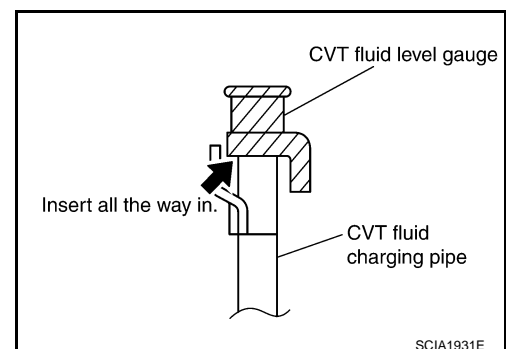 CVT fluid level gauge
Insert all the way in.
CVT fluid
charging pipe
SCIA1931E